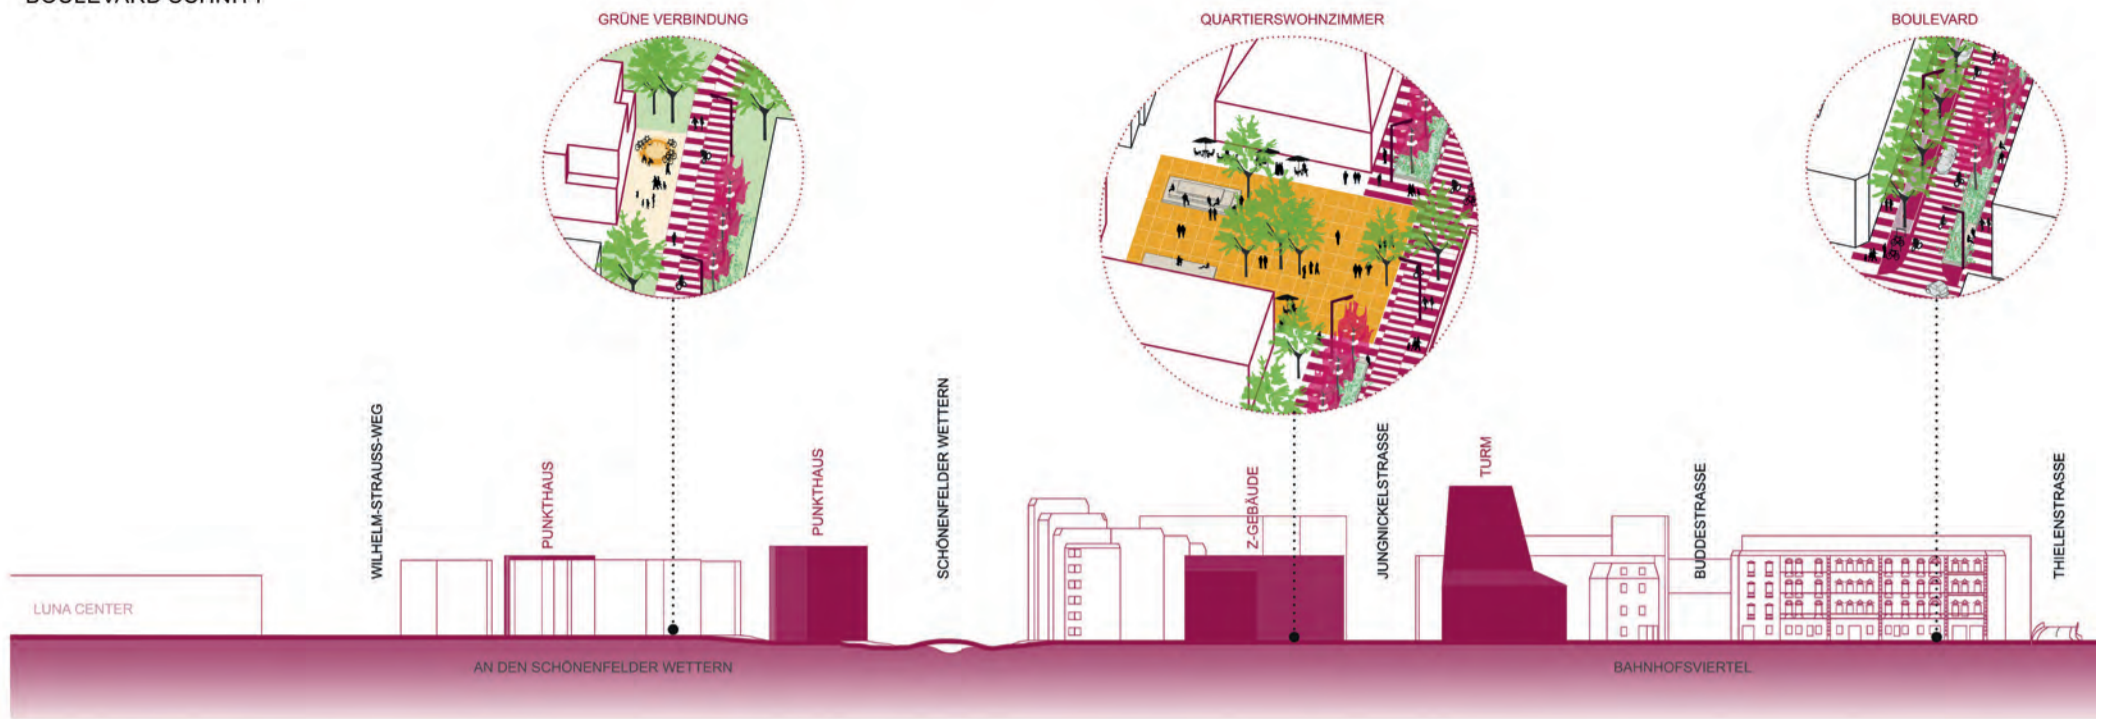 GRÜNE VERBINDUNG
QUARTIERSWOHNZIMMER
BOULEVARD
WILHELM-STRAUSS-WEG
PUNKTHAUS
PUNKTHAUS
SCHÖNENFELDER WETTERN
Z-GEBÄUDE
JUNGNICKELSTRASSE
TURM
BUDDESTRASSE
THIELENSTRASSE
LUNA CENTER
AN DEN SCHÖNENFELDER WETTERN
BAHNHOFSVIERTEL